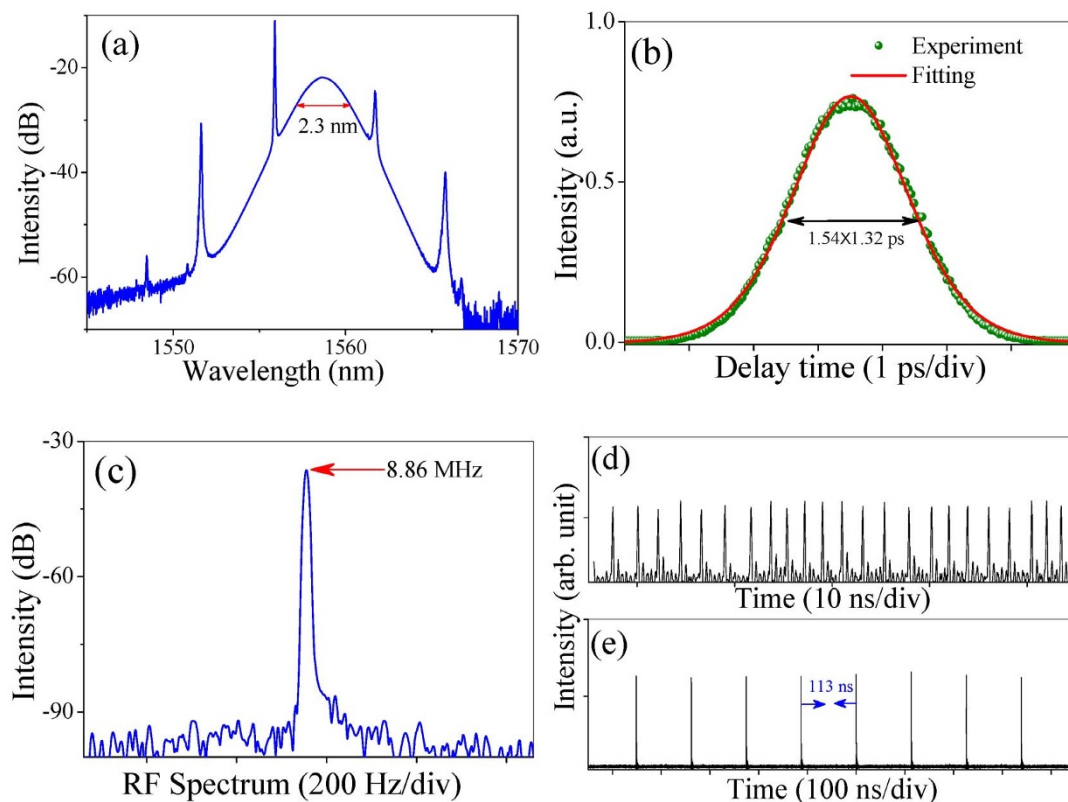 (a)
-20
-40
-60
Intensity (dB)
2.3 nm
1550
1560
1570
Wavelength (nm)
(b)
1.0
0.5
0.0
Intensity (a.u.)
Experiment
Fitting
1.54X1.32 ps
Delay time (1 ps/div)
(c)
-30
-60
-90
Intensity (dB)
8.86 MHz
RF Spectrum (200 Hz/div)
(d)
Intensity (arb. unit)
Time (10 ns/div)
(e)
113 ns
Time (100 ns/div)